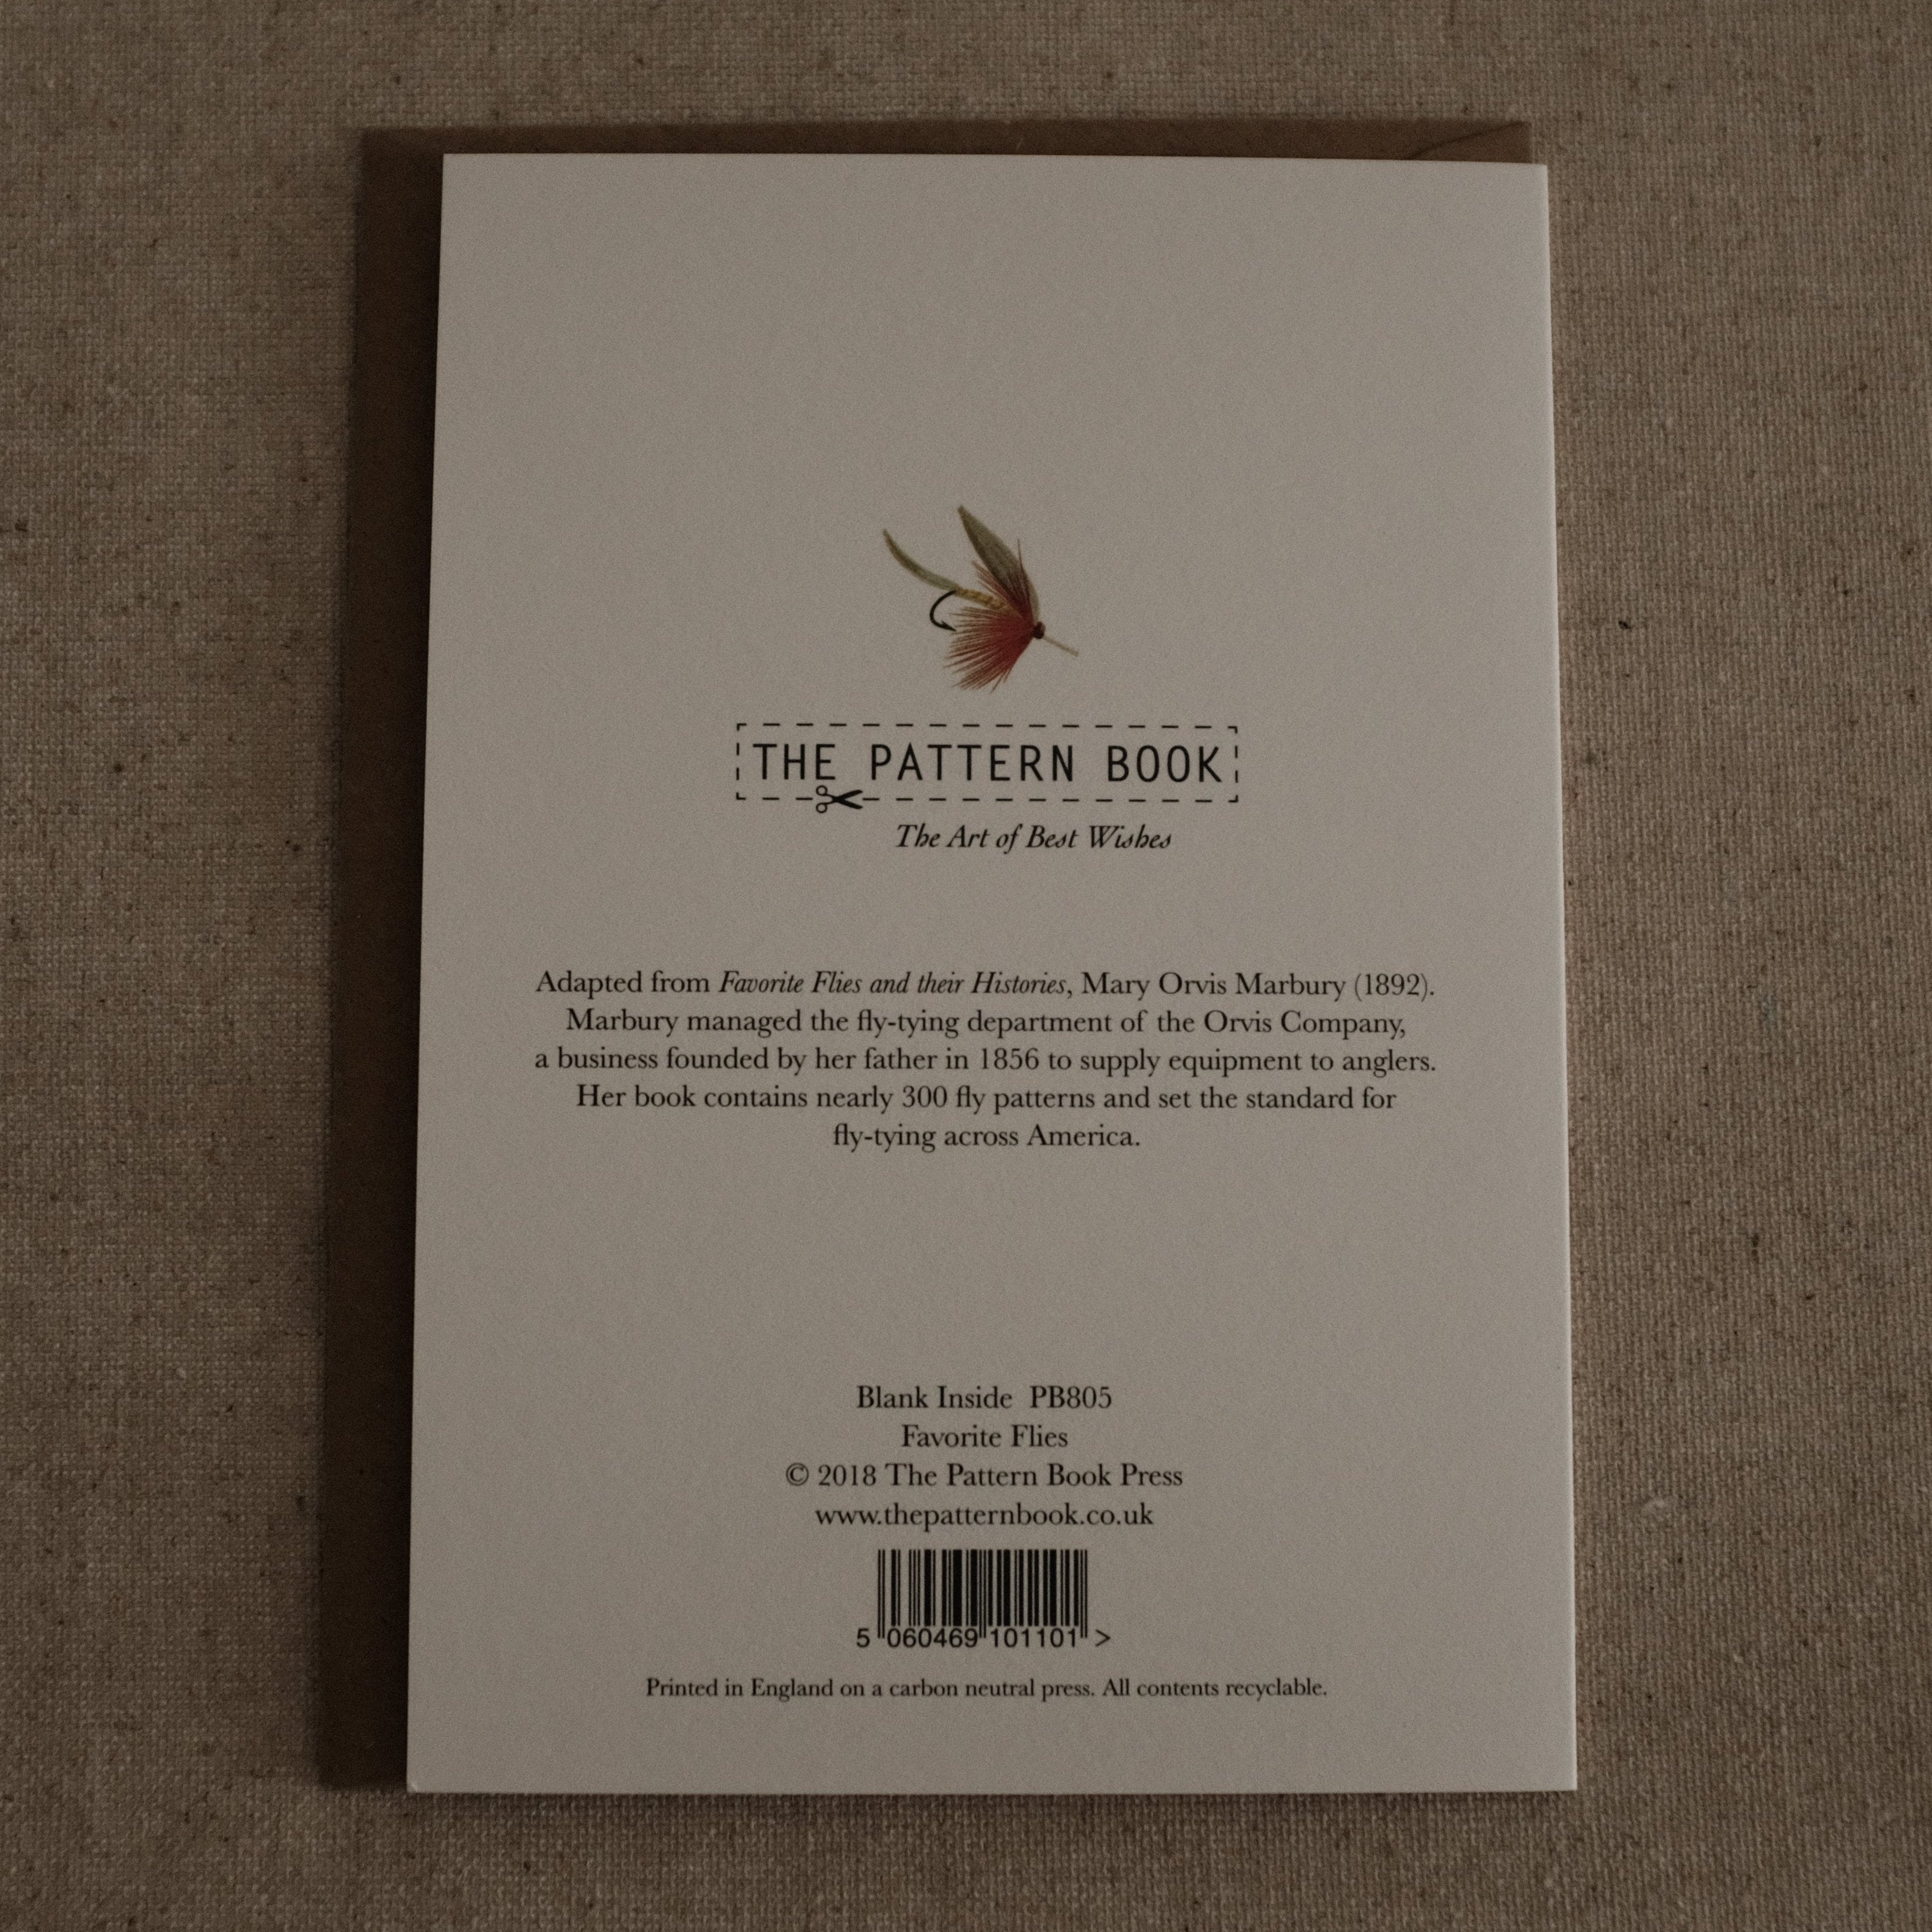 THE PATTERN BOOK
The Art of Best Wishes
Adapted from Favorite Flies and their Histories, Mary Orvis Marbury (1892).
Marbury managed the fly-tying department of the Orvis Company,
a business founded by her father in 1856 to supply equipment to anglers.
Her book contains nearly 300 fly patterns and set the standard for
fly-tying across America.
Blank Inside PB805
Favorite Flies
© 2018 The Pattern Book Press
www.thepatternbook.co.uk
5 060469 101101 >
Printed in England on a carbon neutral press. All contents recyclable.